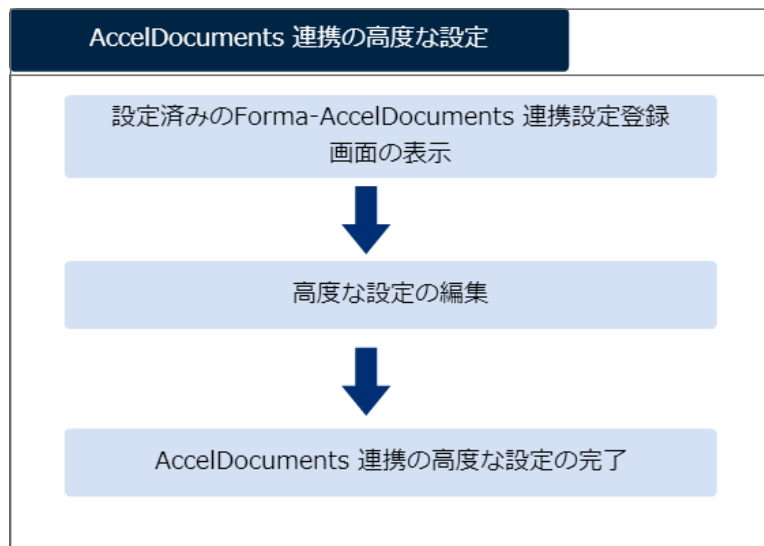 AccelDocuments 連携の高度な設定
設定済みのForma-AccelDocuments 連携設定登録
画面の表示
高度な設定の編集
AccelDocuments 連携の高度な設定の完了